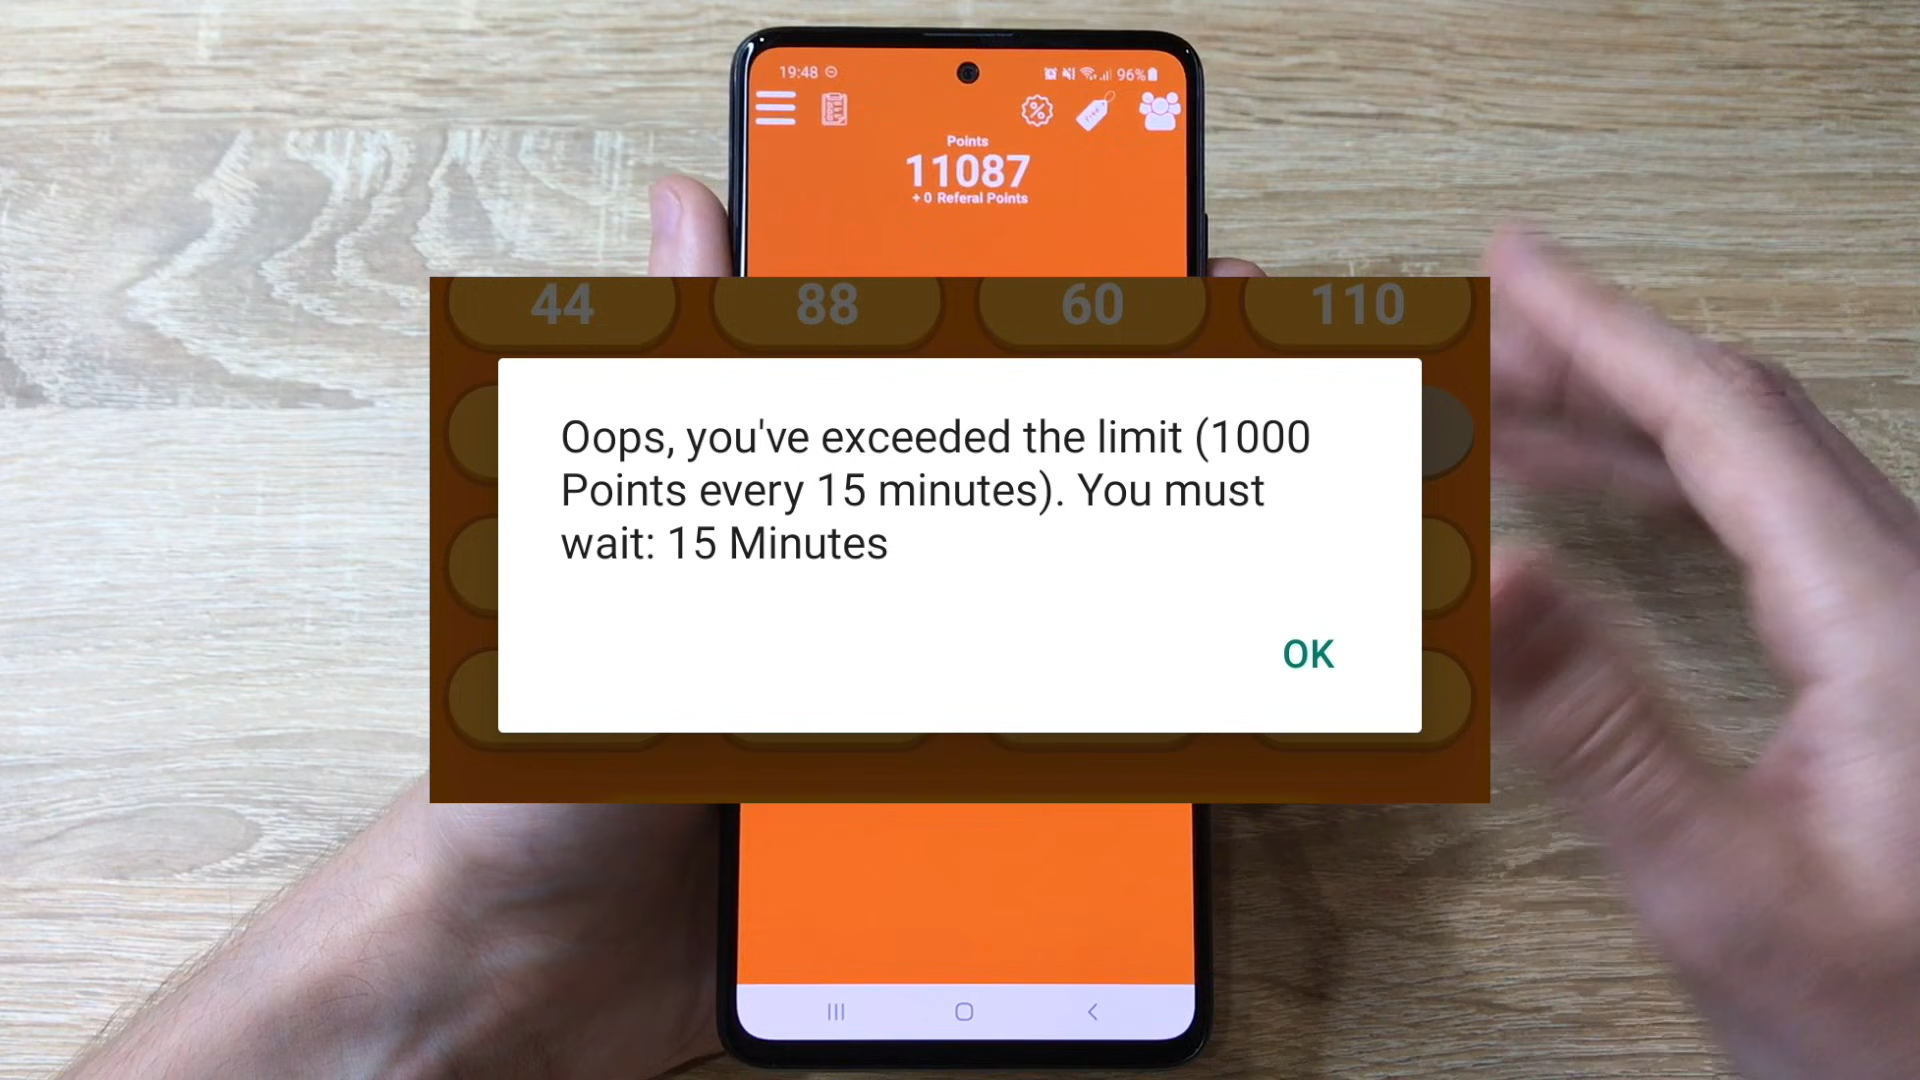 19:48
96%
Points
11087
+ 0 Referal Points
44 88 60 110
Oops, you've exceeded the limit (1000
Points every 15 minutes). You must
wait: 15 Minutes
OK